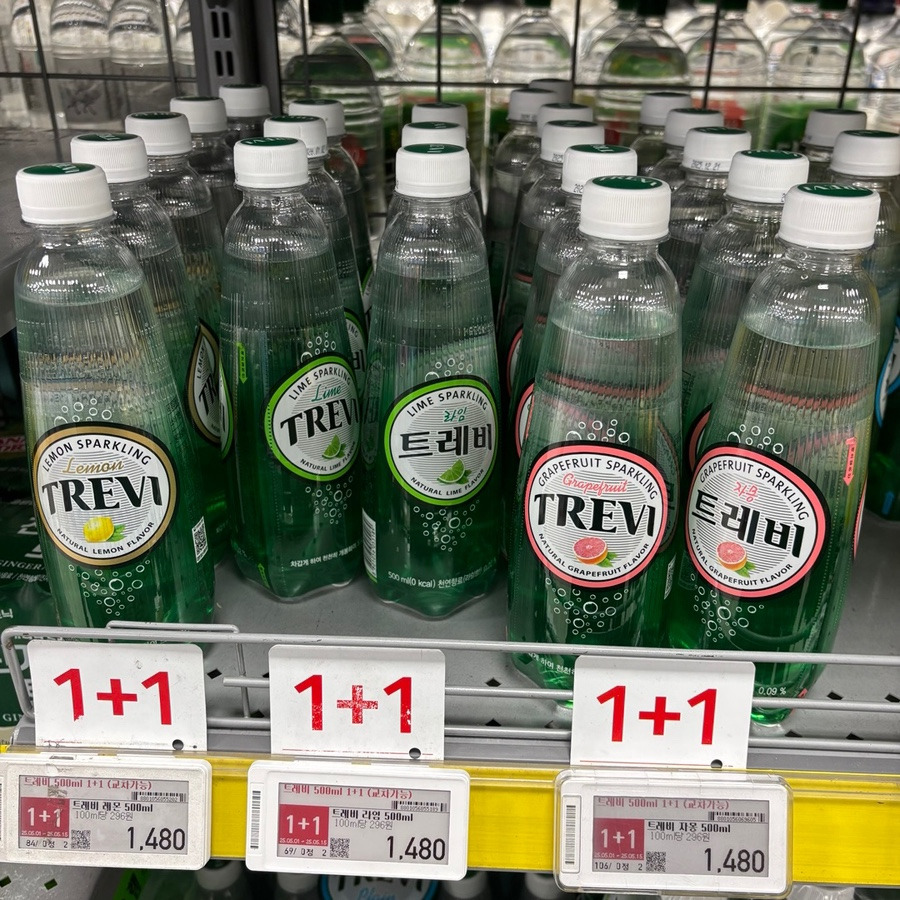 LEMON SPARKLING
Lemon
TREVI
NATURAL LEMON FLAVOR
LIME SPARKLING
Lime
TREVI
NATURAL LIME FLAVOR
LIME SPARKLING
라임
트레비
NATURAL LIME FLAVOR
500 ml(0 kcal)
GRAPEFRUIT SPARKLING
Grapefruit
TREVI
NATURAL GRAPEFRUIT FLAVOR
GRAPEFRUIT SPARKLING
자몽
트레비
NATURAL GRAPEFRUIT FLAVOR
0.09 %
1+1
1+1
1+1
트레비 500ml 1+1 (교차가능)
트레비 레몬 500ml
100ml당 296원
1+1
1,480
트레비 500ml 1+1 (교차가능)
트레비 라임 500ml
100ml당 296원
1+1
1,480
트레비 500ml 1+1 (교차가능)
트레비 자몽 500ml
100ml당 296원
1+1
1,480
TREVI